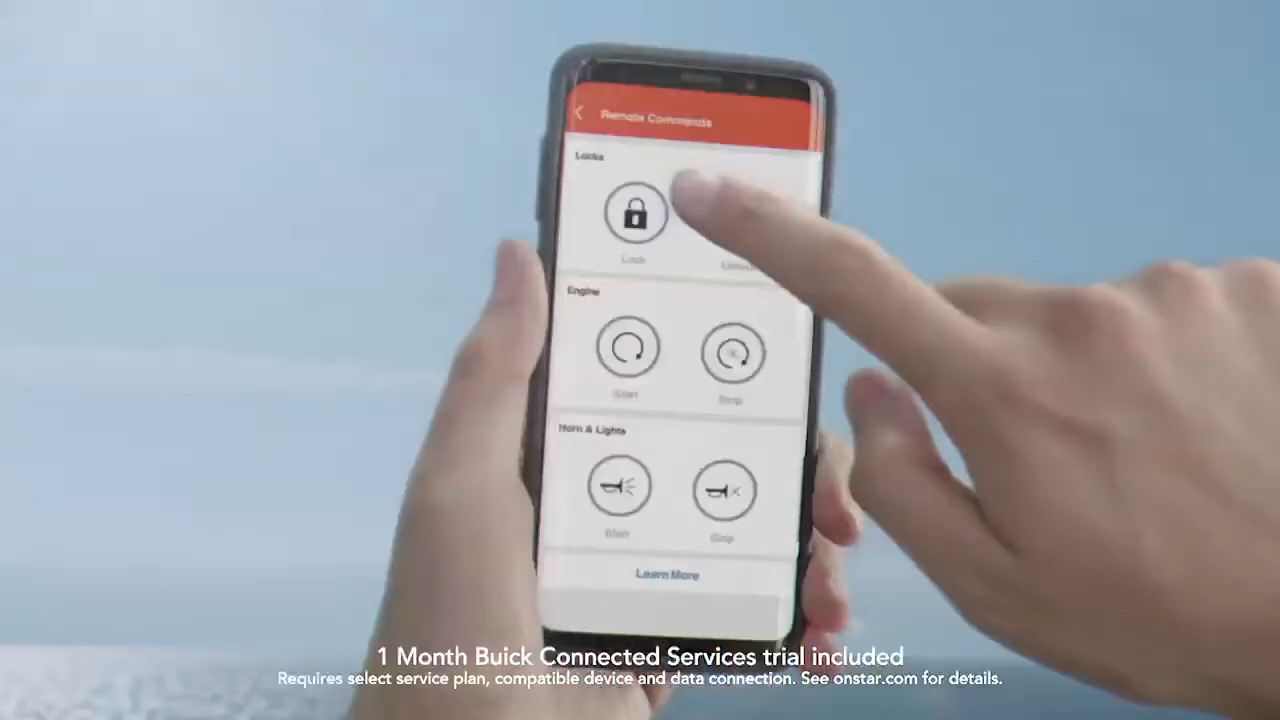 Remote Commands
Locks
Lock
Engine
Start Stop
Horn & Lights
Start Stop
Learn More
1 Month Buick Connected Services trial included
Requires select service plan, compatible device and data connection. See onstar.com for details.